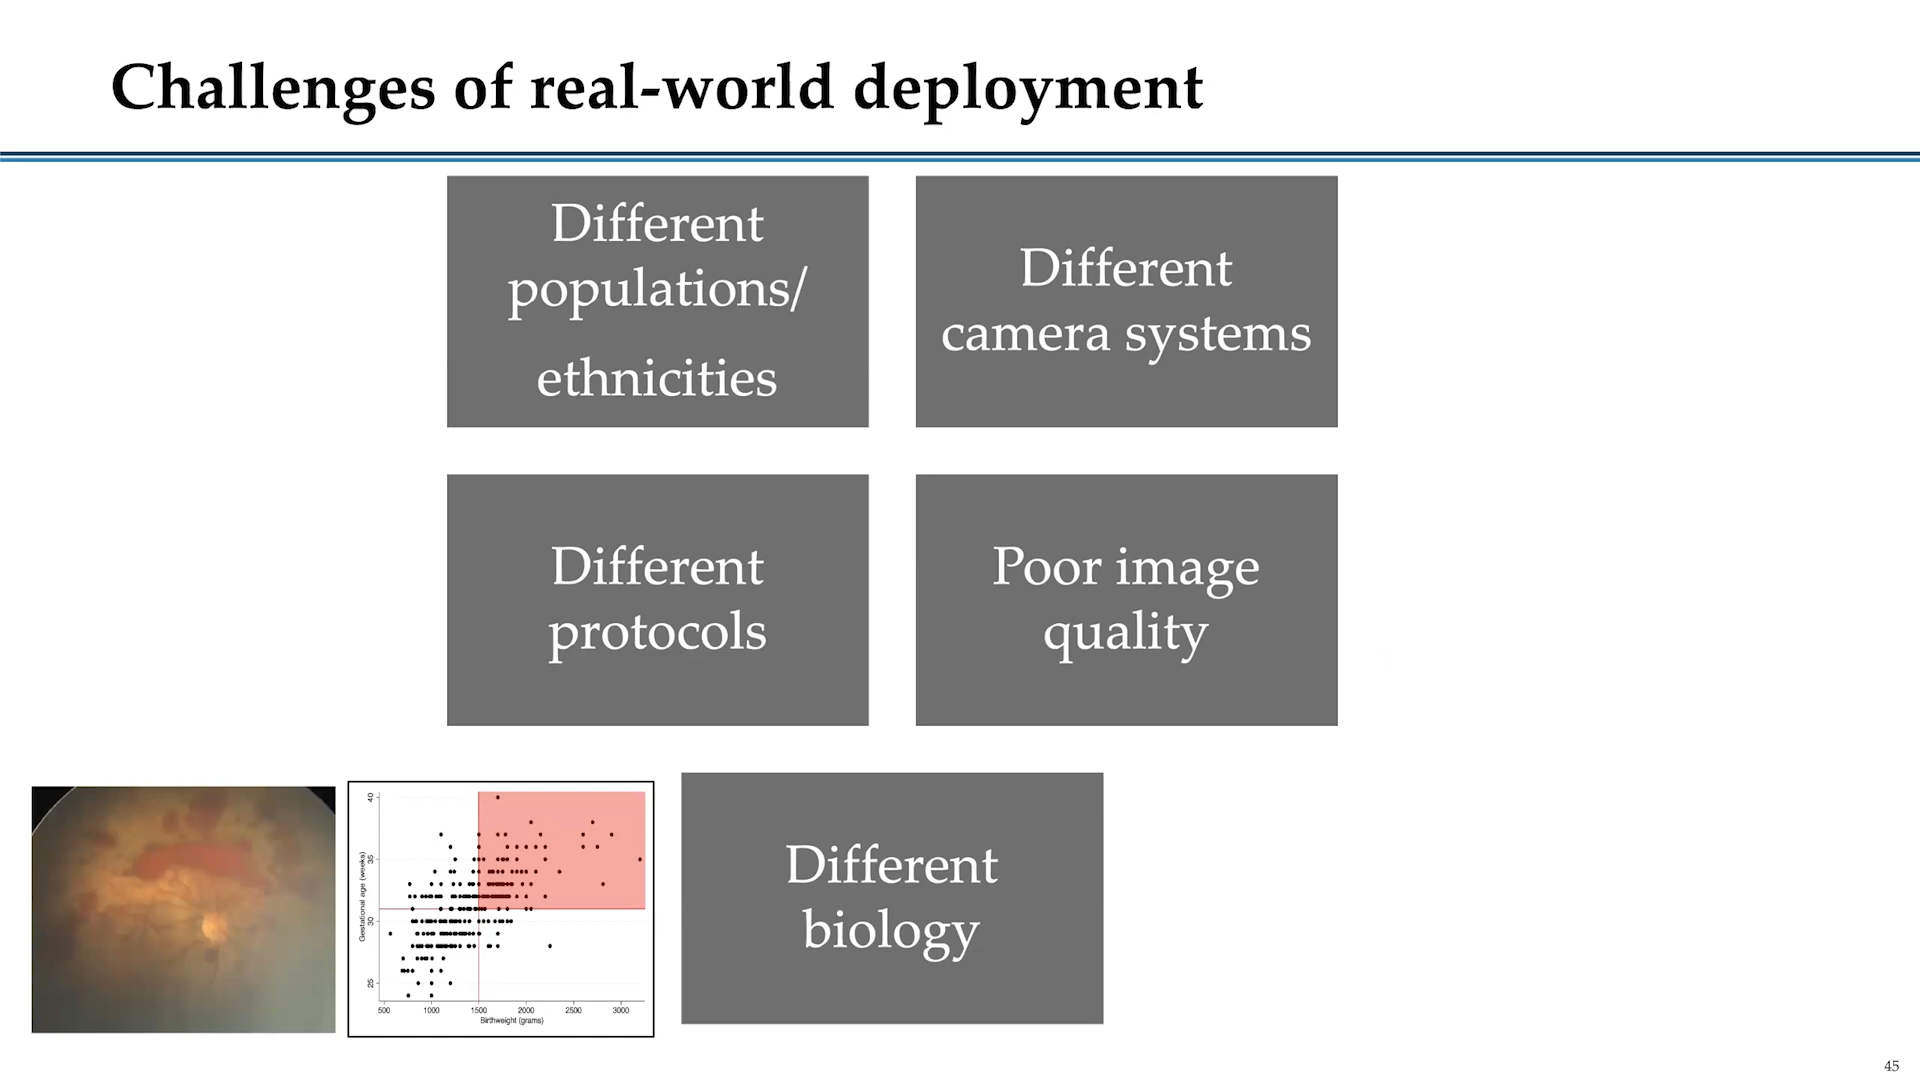 Challenges of real-world deployment
Different
populations/
ethnicities
Different
camera systems
Different
protocols
Poor image
quality
40
35
30
25
Gestational age (weeks)
500 1000 1500 2000 2500 3000
Birthweight (grams)
Different
biology
45